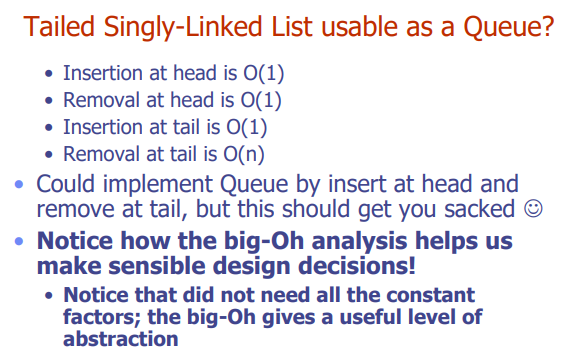 Tailed Singly-Linked List usable as a Queue?
• Insertion at head is O(1)
• Removal at head is O(1)
• Insertion at tail is O(1)
• Removal at tail is O(n)
• Could implement Queue by insert at head and
remove at tail, but this should get you sacked ☺
• Notice how the big-Oh analysis helps us
make sensible design decisions!
• Notice that did not need all the constant
factors; the big-Oh gives a useful level of
abstraction